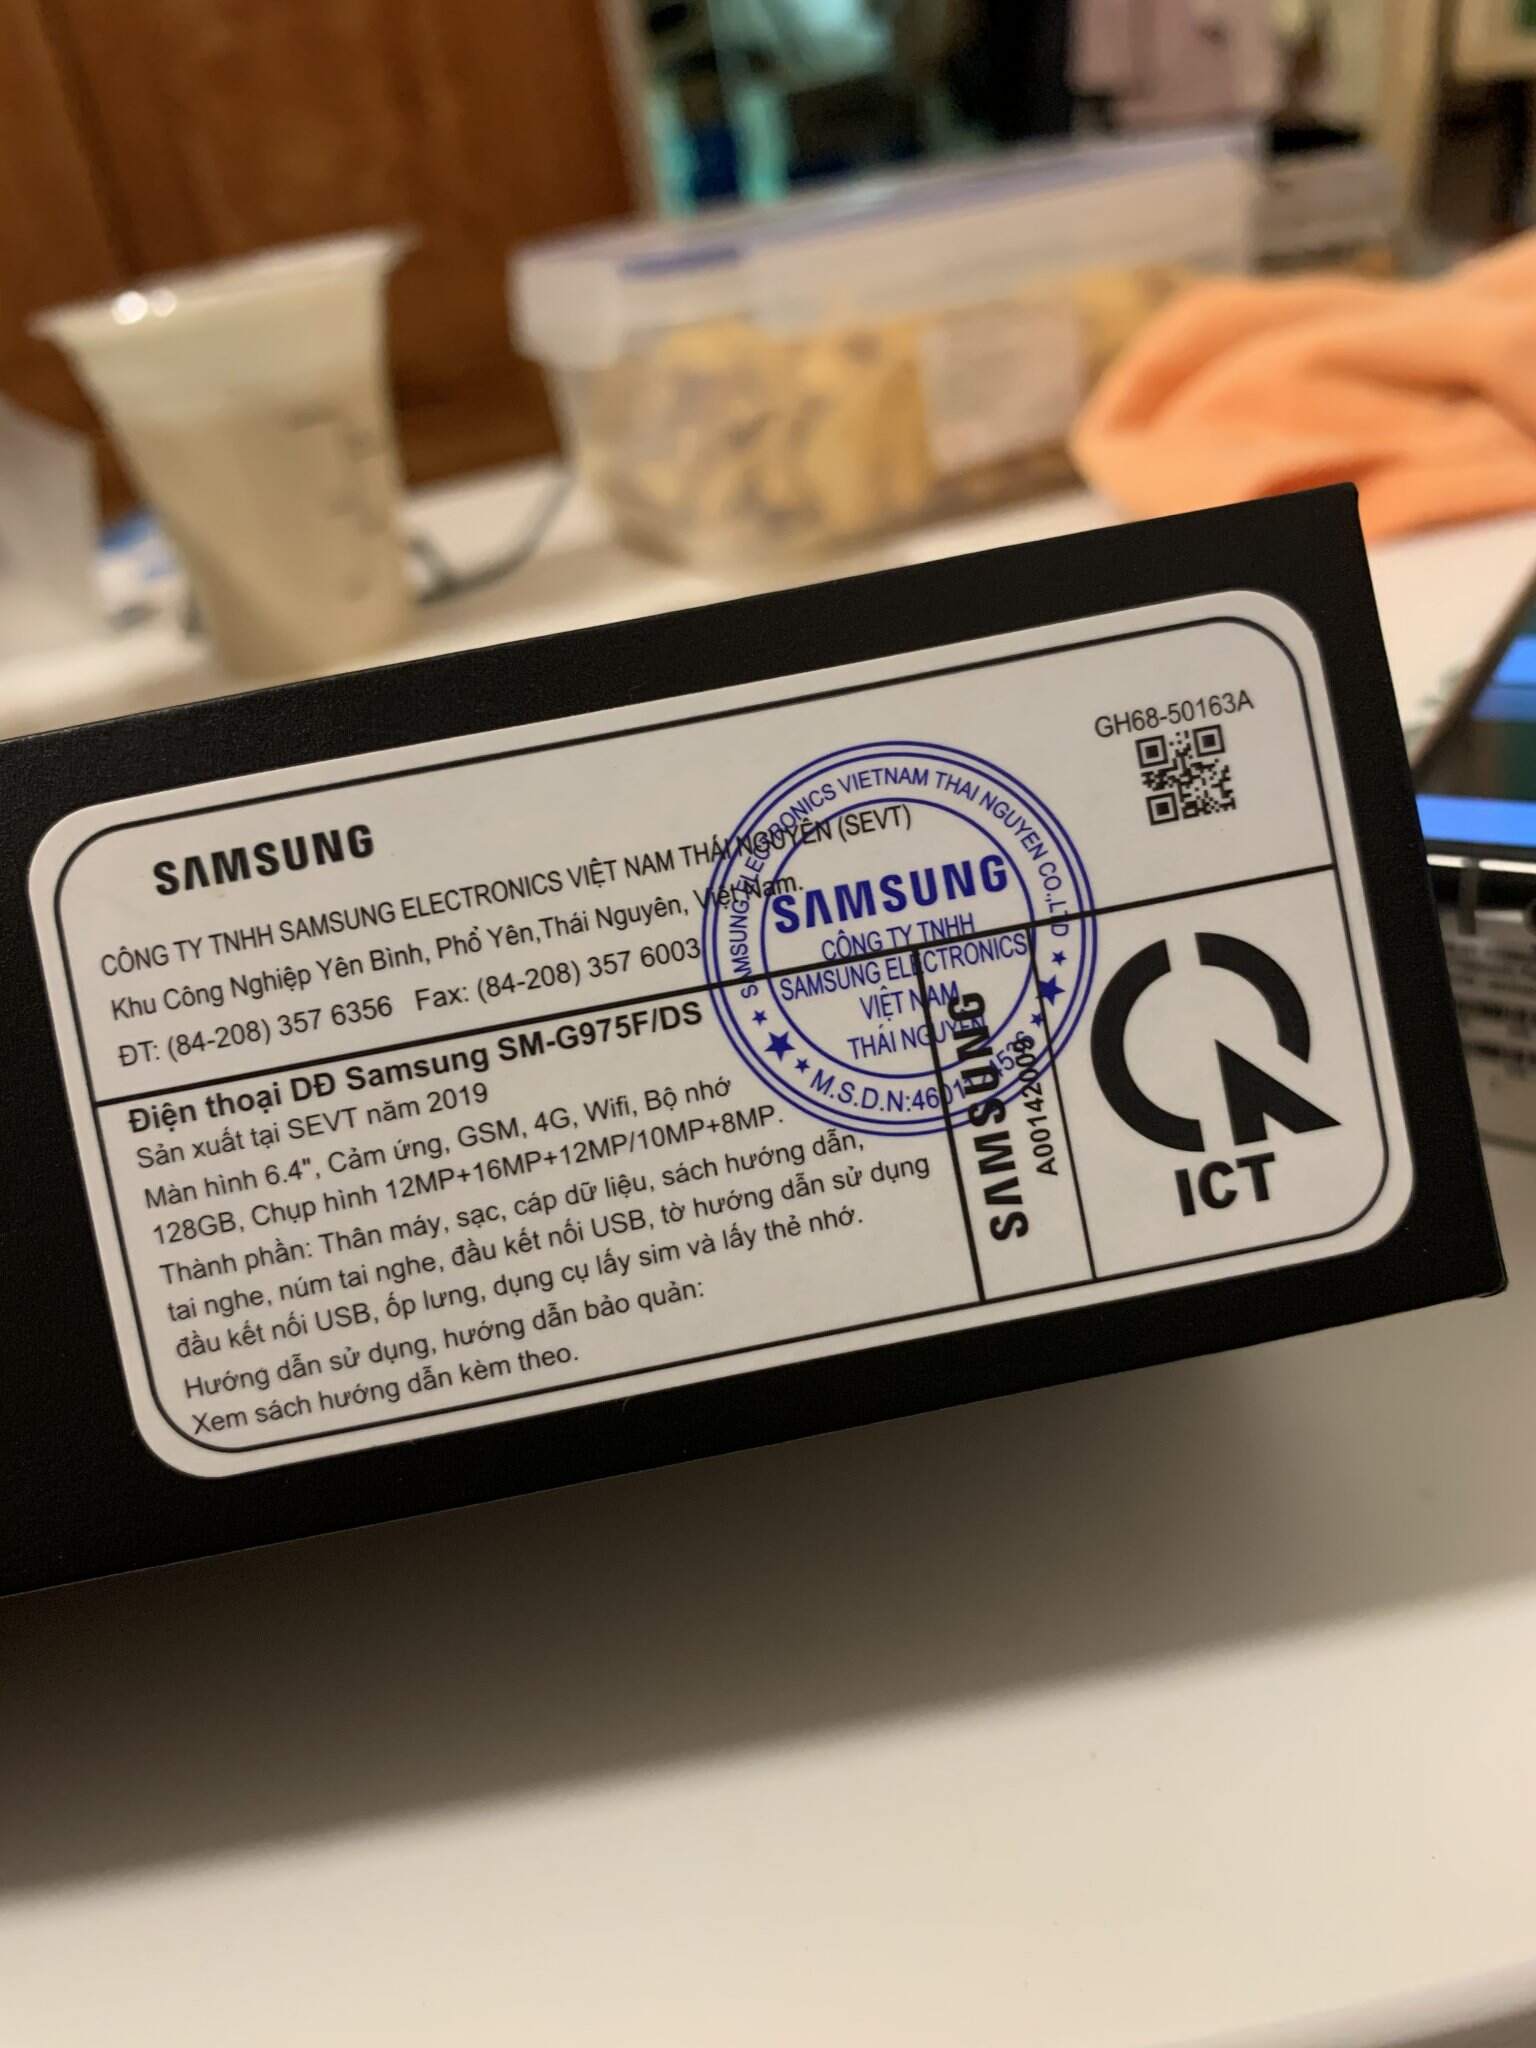 GH68-50163A
SAMSUNG
CÔNG TY TNHH SAMSUNG ELECTRONICS VIỆT NAM THÁI NGUYÊN (SEVT)
Khu Công Nghiệp Yên Bình, Phổ Yên,Thái Nguyên, Việt Nam.
ĐT: (84-208) 357 6356 Fax: (84-208) 357 6003
Điện thoại DĐ Samsung SM-G975F/DS
Sản xuất tại SEVT năm 2019
Màn hình 6.4", Cảm ứng, GSM, 4G, Wifi, Bộ nhớ
128GB, Chụp hình 12MP+16MP+12MP/10MP+8MP.
Thành phần: Thân máy, sạc, cáp dữ liệu, sách hướng dẫn,
tai nghe, núm tai nghe, đầu kết nối USB, tờ hướng dẫn sử dụng
đầu kết nối USB, ốp lưng, dụng cụ lấy sim và lấy thẻ nhớ.
Hướng dẫn sử dụng, hướng dẫn bảo quản:
Xem sách hướng dẫn kèm theo.
SAMSUNG ELECTRONICS VIETNAM THAI NGUYEN CO.,LTD
SAMSUNG
CÔNG TY TNHH
SAMSUNG ELECTRONICS
VIỆT NAM
THÁI NGUYÊN
SAMSUNG
A00142009
ICT